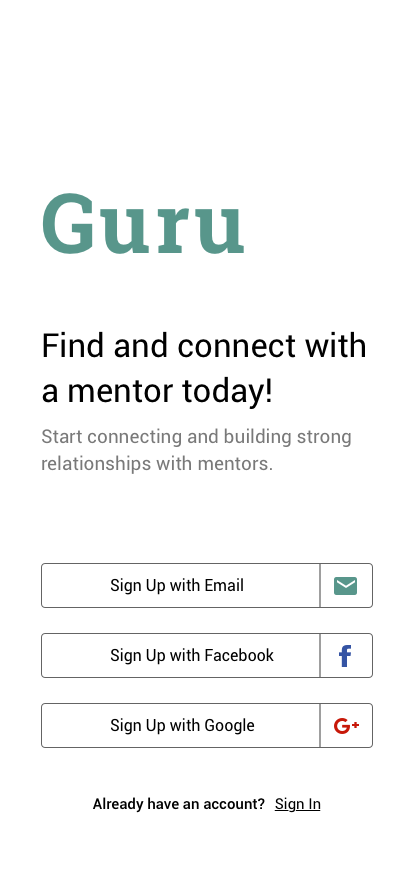 Guru
Find and connect with
a mentor today!
Start connecting and building strong
relationships with mentors.
Sign Up with Email
Sign Up with Facebook
Sign Up with Google
Already have an account? Sign In